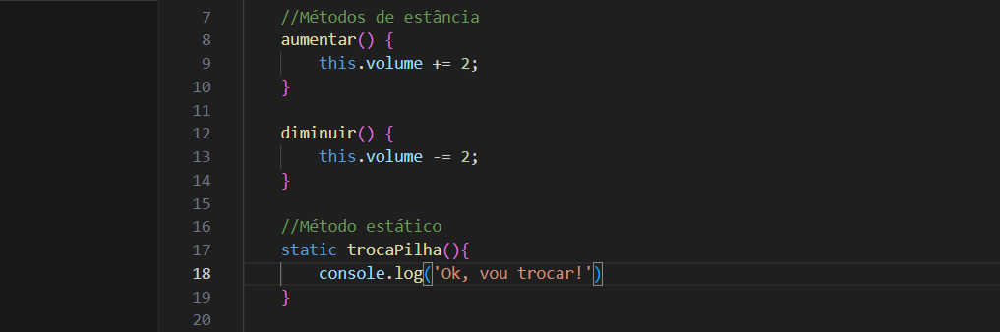 7 //Métodos de estância
8 aumentar() {
9 this.volume += 2;
10 }
11
12 diminuir() {
13 this.volume -= 2;
14 }
15
16 //Método estático
17 static trocaPilha(){
18 console.log('Ok, vou trocar!')
19 }
20